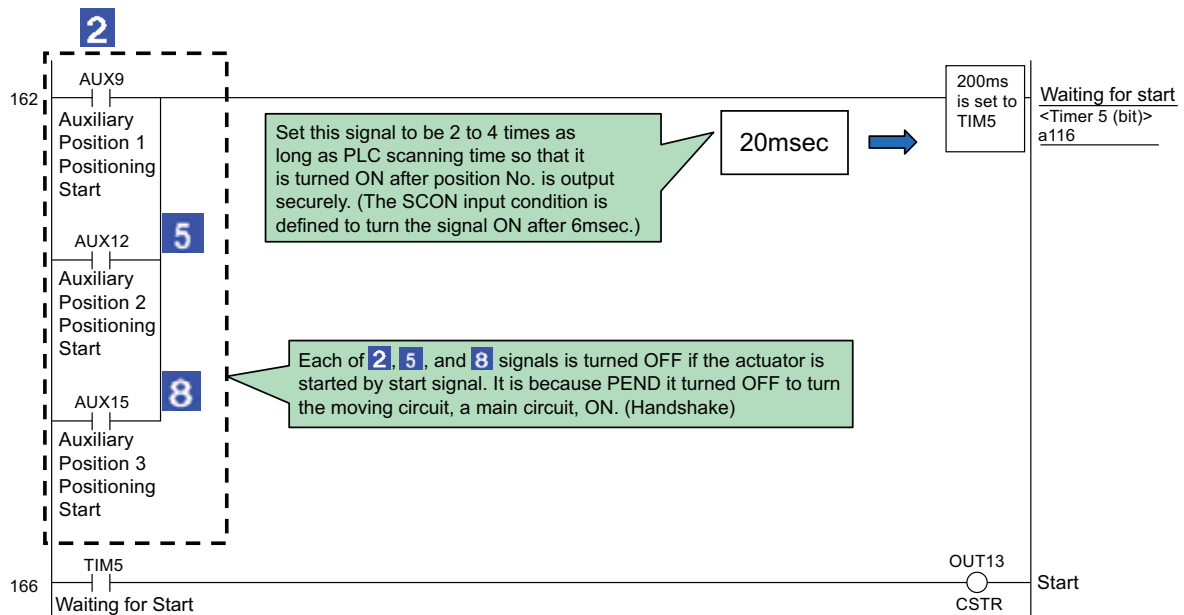 2
AUX9
162
Auxiliary
Position 1
Positioning
Start
Set this signal to be 2 to 4 times as
long as PLC scanning time so that it
is turned ON after position No. is output
securely. (The SCON input condition is
defined to turn the signal ON after 6msec.)
20msec
200ms
is set to
TIM5
Waiting for start
<Timer 5 (bit)>
a116
AUX12
5
Auxiliary
Position 2
Positioning
Start
Each of 2, 5, and 8 signals is turned OFF if the actuator is
started by start signal. It is because PEND it turned OFF to turn
the moving circuit, a main circuit, ON. (Handshake)
8
AUX15
Auxiliary
Position 3
Positioning
Start
TIM5
166
Waiting for Start
OUT13
CSTR
Start